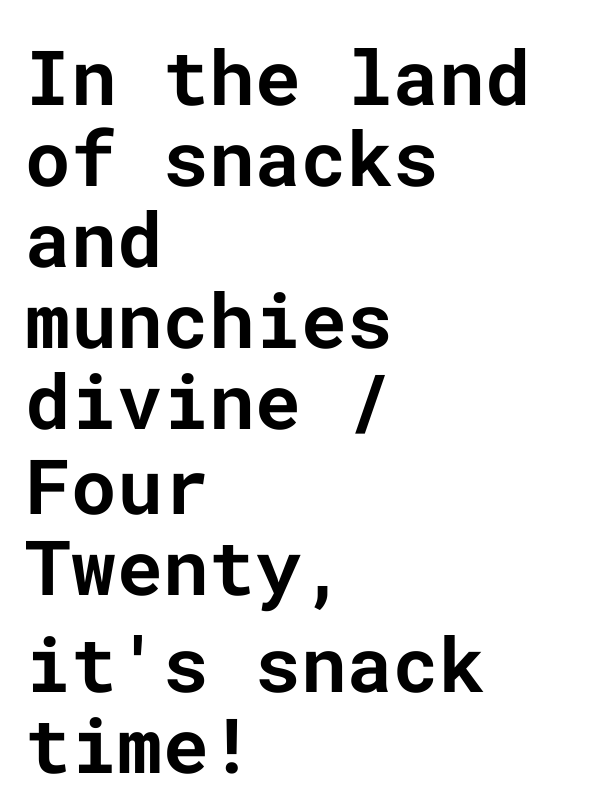 In the land
of snacks
and
munchies
divine /
Four
Twenty,
it's snack
time!